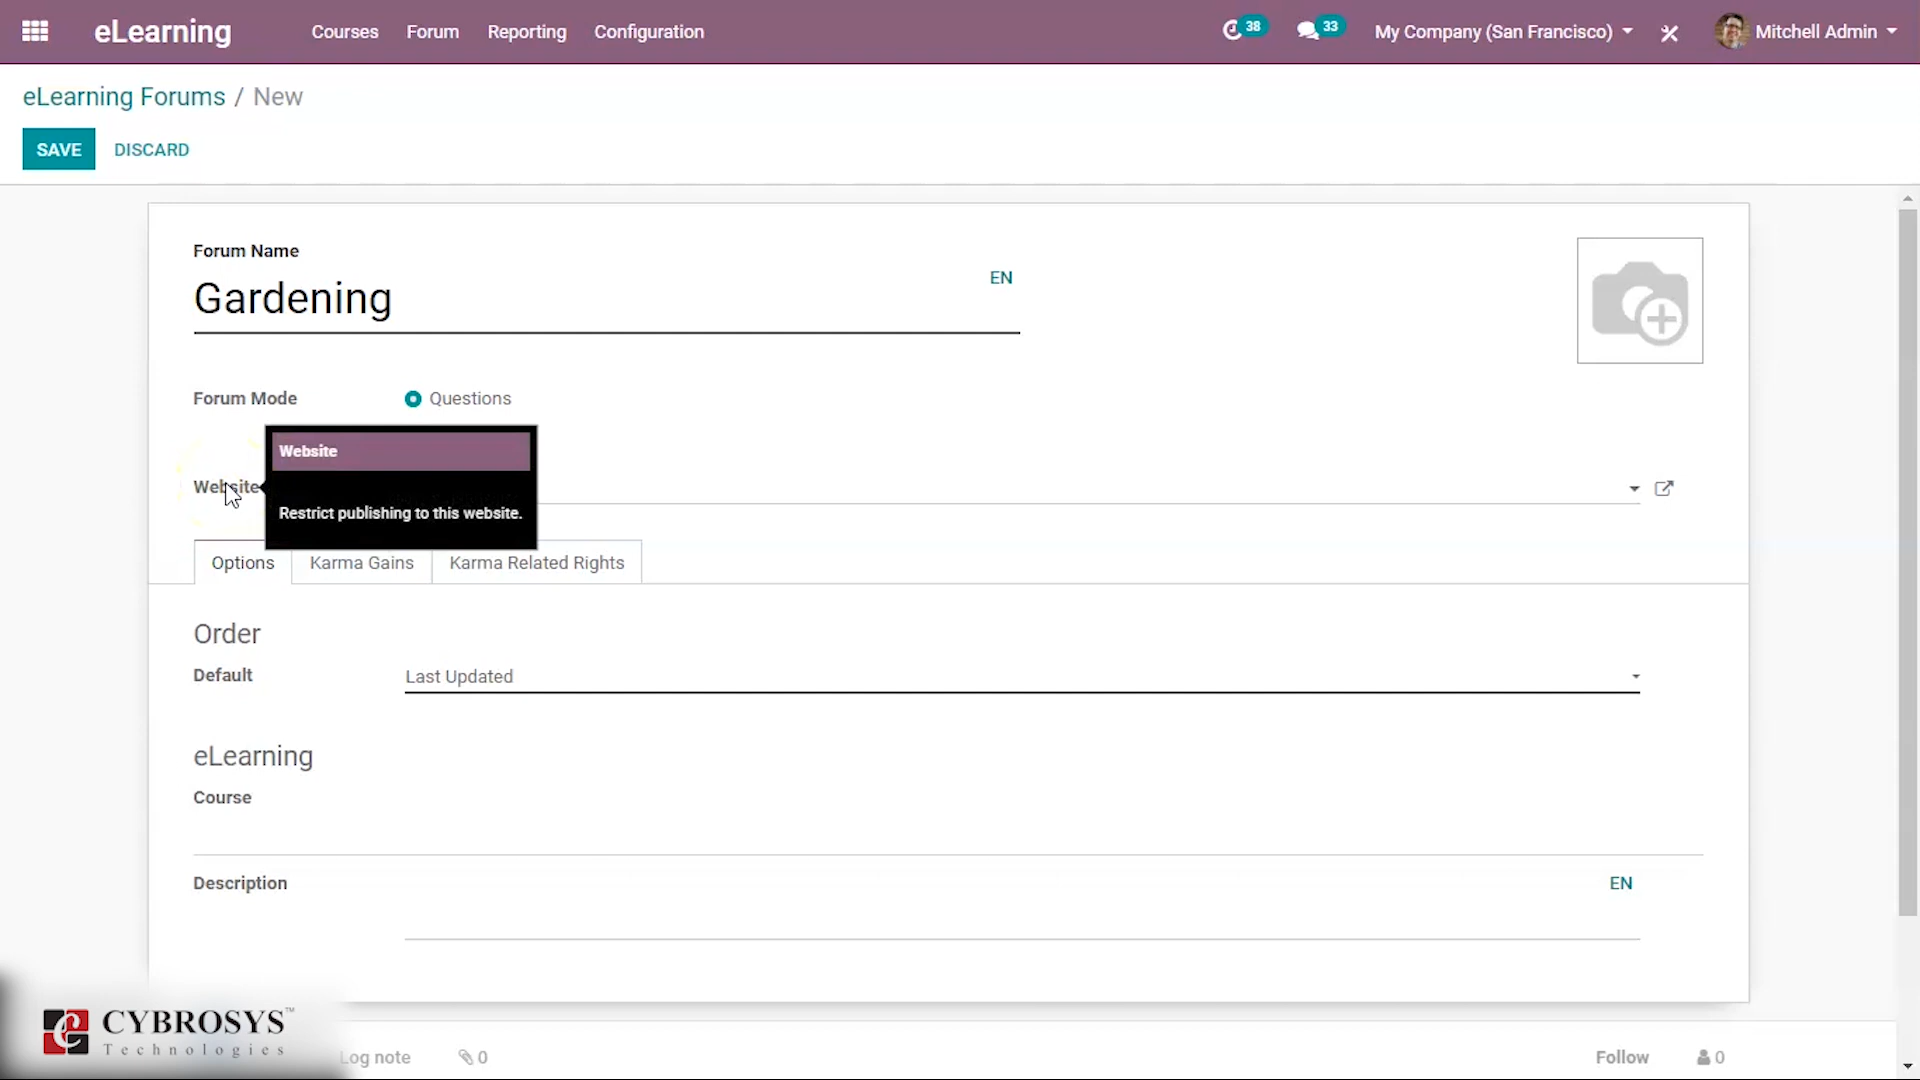 eLearning Courses Forum Reporting Configuration 38 33 My Company (San Francisco) Mitchell Admin
eLearning Forums / New
SAVE DISCARD
Forum Name
Gardening EN
Forum Mode Questions
Website
Website
Restrict publishing to this website.
Options Karma Gains Karma Related Rights
Order
Default Last Updated
eLearning
Course
Description EN
CYBROSYS™
Technologies
Log note 0 Follow 0